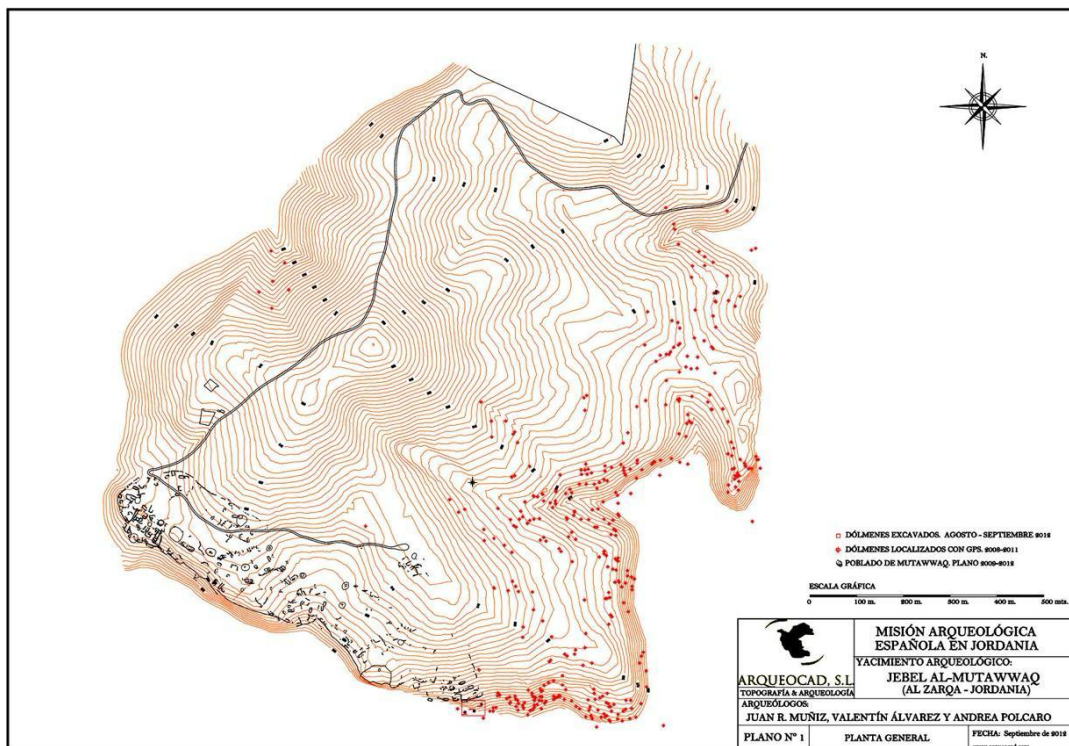 N.
DÓLMENES EXCAVADOS. AGOSTO - SEPTIEMBRE 2012
DÓLMENES LOCALIZADOS CON GPS. 2008-2011
POBLADO DE MUTAWWAQ. PLANO 2009-2012
ESCALA GRÁFICA
0 100 m. 200 m. 300 m. 400 m. 500 mts.
ARQUEOCAD, S.L.
TOPOGRAFÍA & ARQUEOLOGÍA
MISIÓN ARQUEOLÓGICA
ESPAÑOLA EN JORDANIA
YACIMIENTO ARQUEOLÓGICO:
JEBEL AL-MUTAWWAQ
(AL ZARQA - JORDANIA)
ARQUEÓLOGOS:
JUAN R. MUÑIZ, VALENTÍN ÁLVAREZ Y ANDREA POLCARO
PLANO Nº 1
PLANTA GENERAL
FECHA: Septiembre de 2012